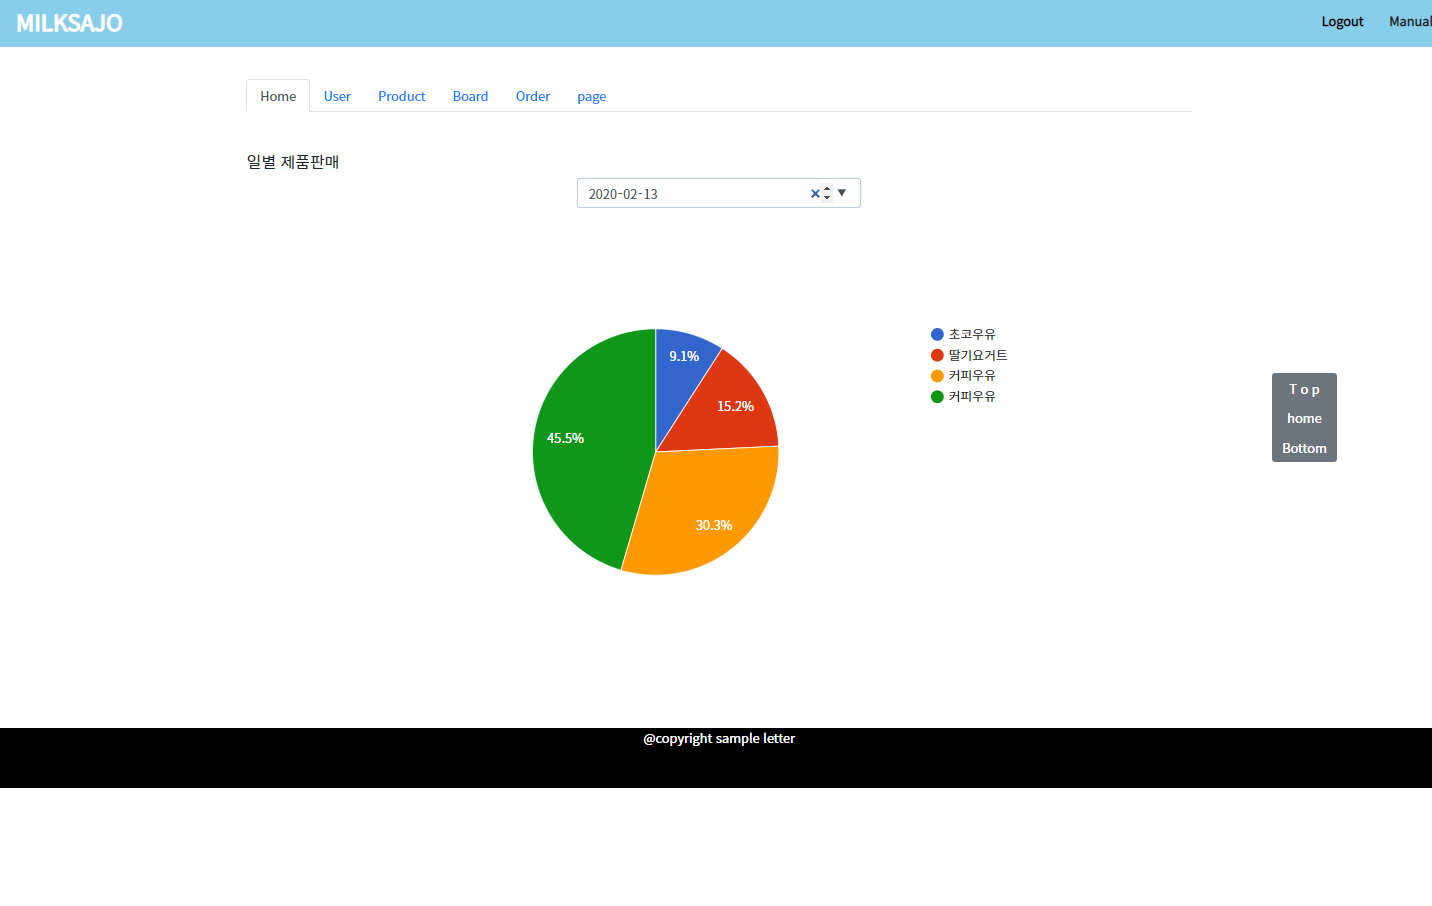 MILKSAJO
Logout Manual
Home User Product Board Order page
일별 제품판매
2020-02-13
초코우유
딸기요거트
커피우유
커피우유
9.1%
15.2%
45.5%
30.3%
T o p
home
Bottom
@copyright sample letter